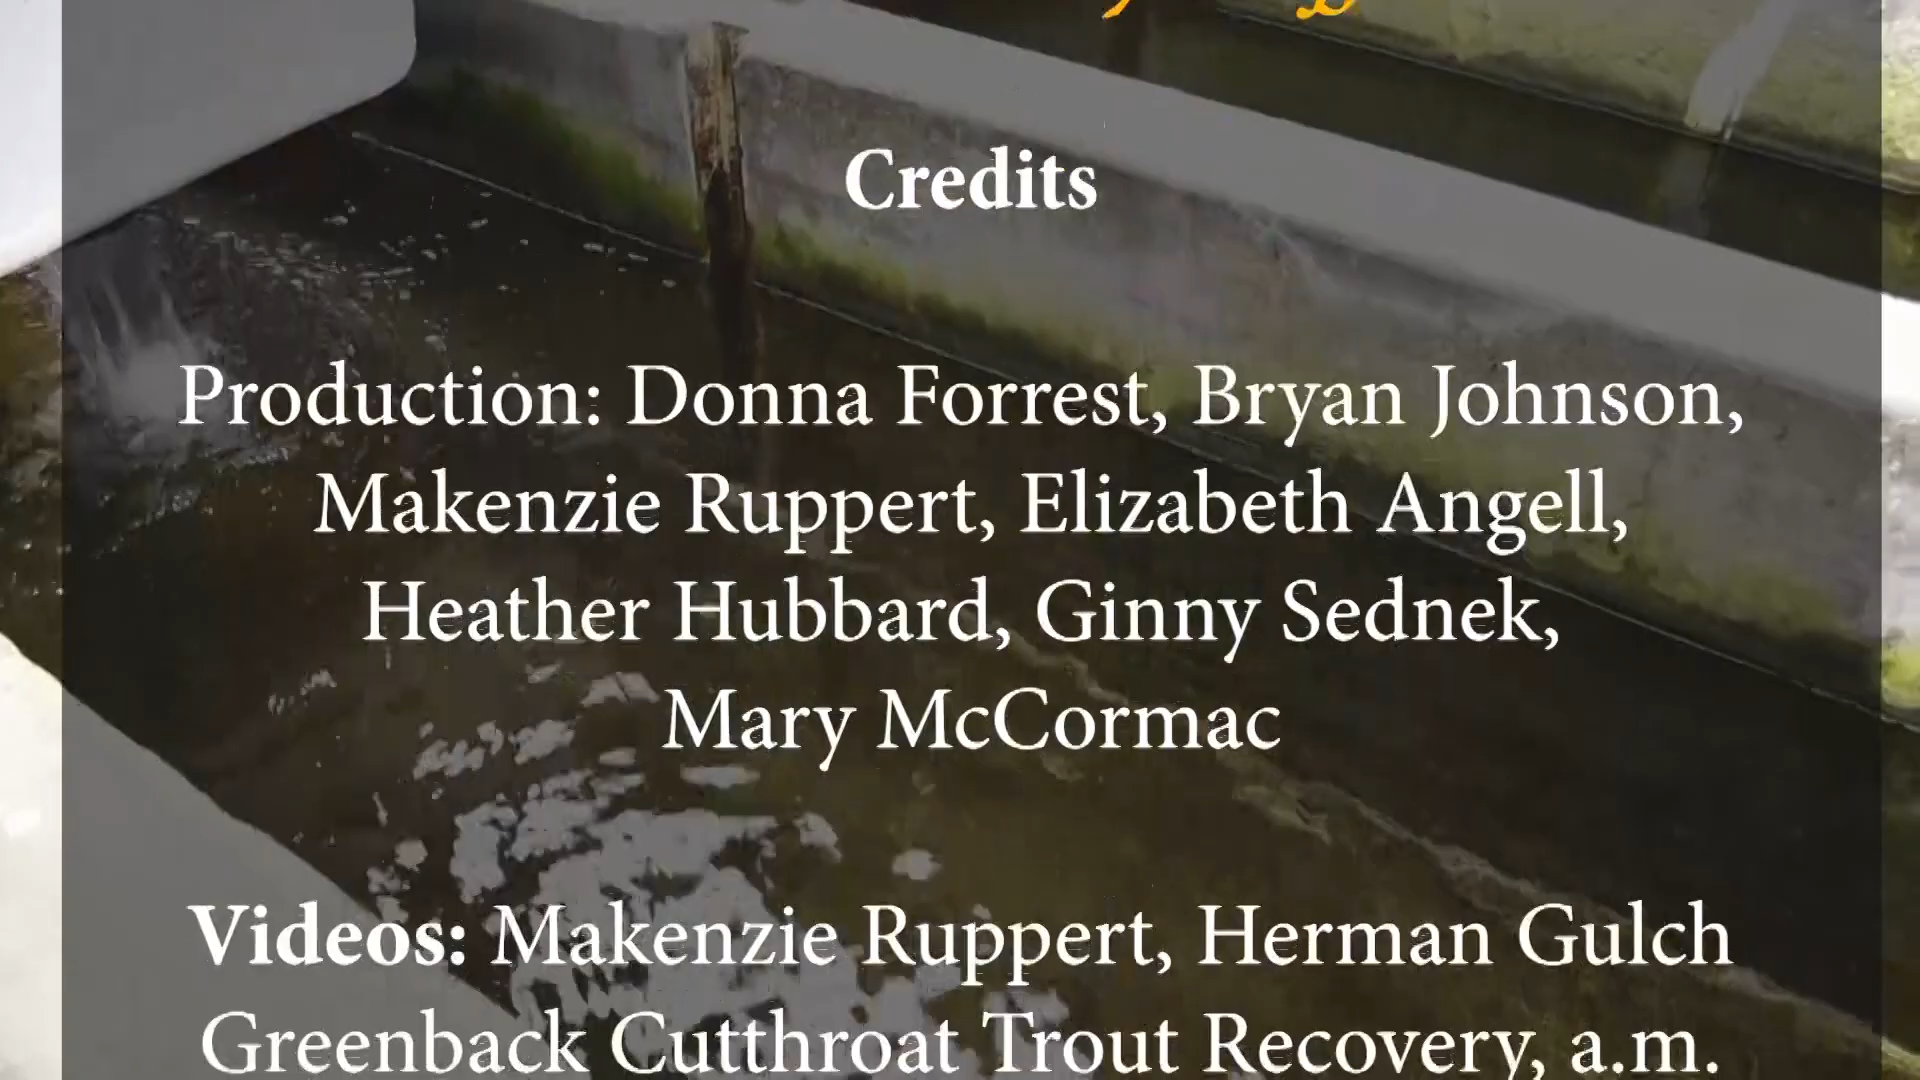 Credits
Production: Donna Forrest, Bryan Johnson,
Makenzie Ruppert, Elizabeth Angell,
Heather Hubbard, Ginny Sednek,
Mary McCormac
Videos: Makenzie Ruppert, Herman Gulch
Greenback Cutthroat Trout Recovery, a.m.